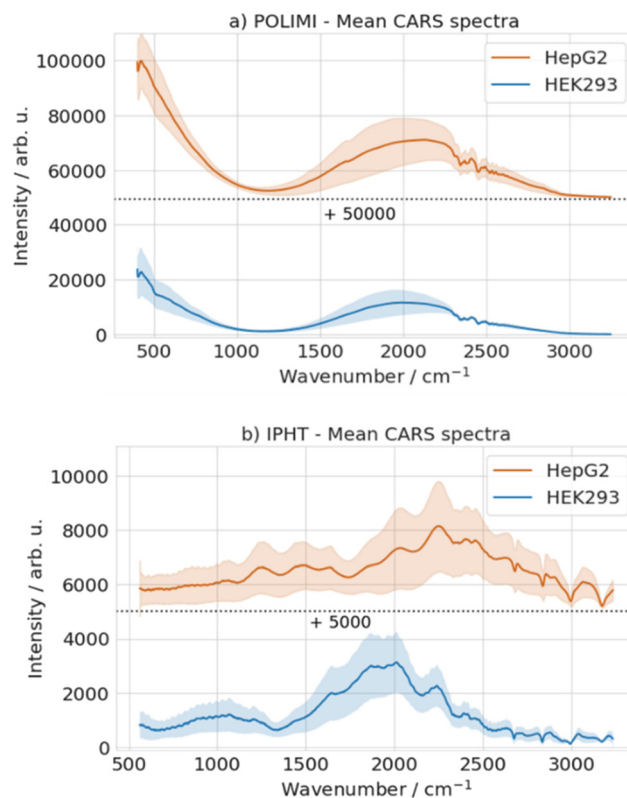 a) POLIMI - Mean CARS spectra
HepG2
HEK293
100000
80000
60000
40000
20000
0
+ 50000
Intensity / arb. u.
500 1000 1500 2000 2500 3000
Wavenumber / cm⁻¹
b) IPHT - Mean CARS spectra
HepG2
HEK293
10000
8000
6000
4000
2000
0
+ 5000
Intensity / arb. u.
500 1000 1500 2000 2500 3000
Wavenumber / cm⁻¹